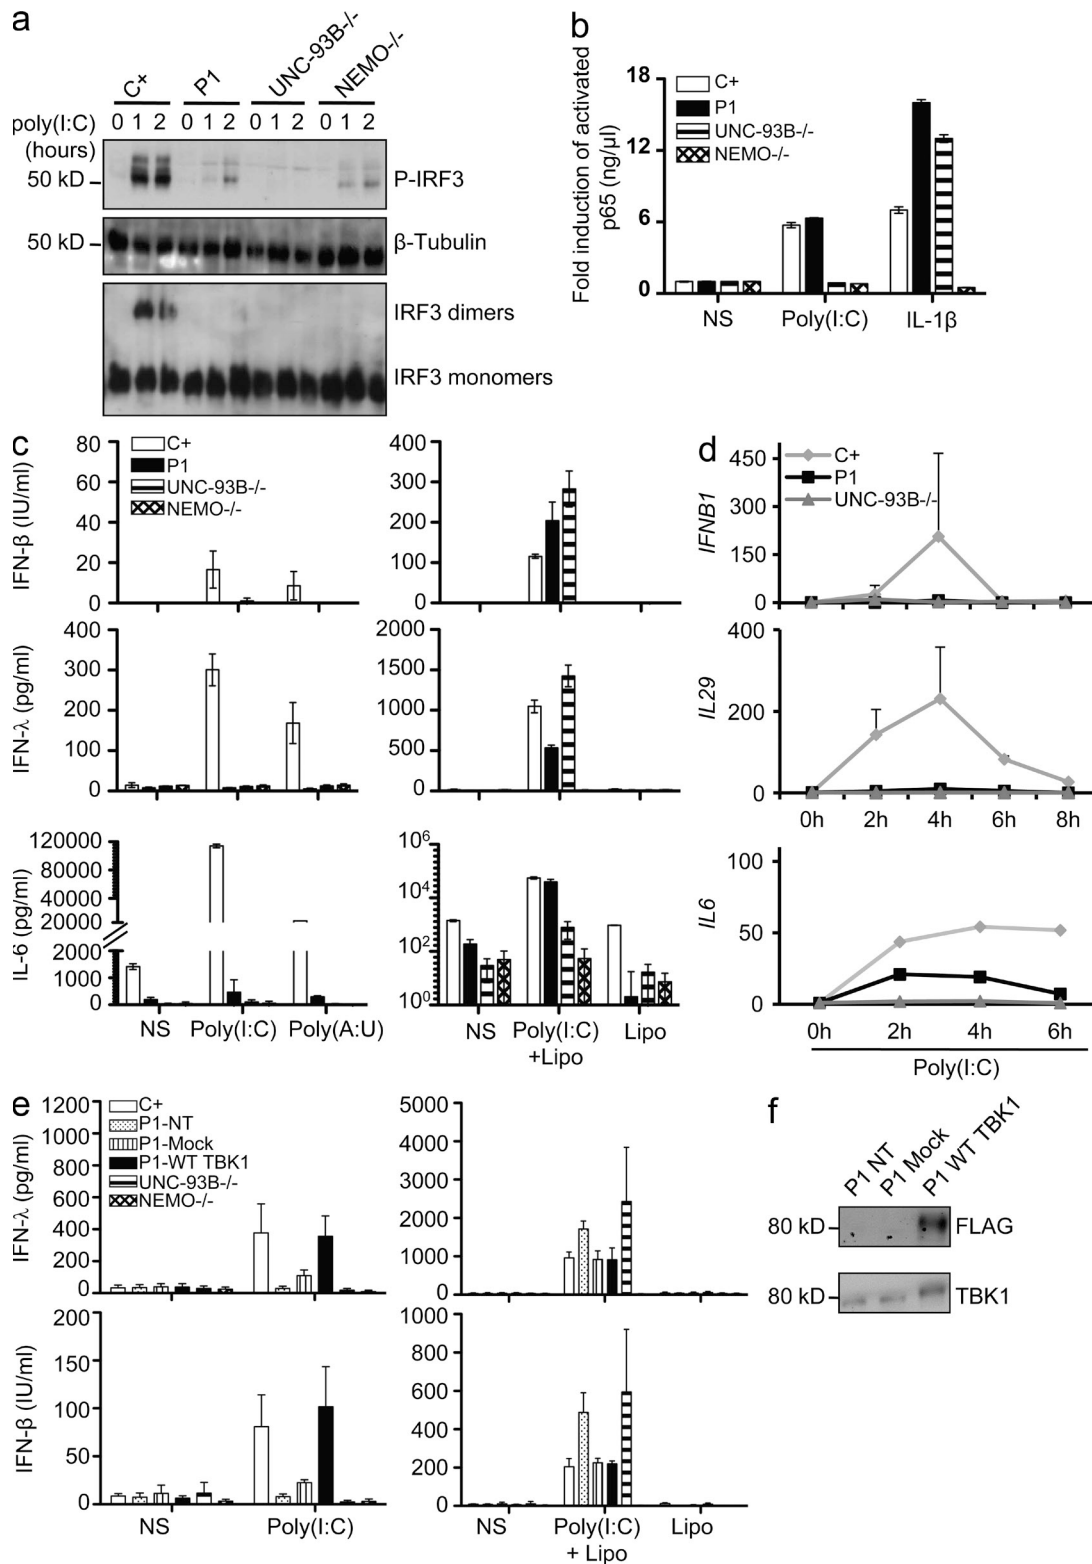 a
C+ P1 UNC-93B-/- NEMO-/-
poly(I:C) 0 1 2 0 1 2 0 1 2 0 1 2
(hours)
50 kD P-IRF3
50 kD β-Tubulin
IRF3 dimers
IRF3 monomers
b
Fold induction of activated
p65 (ng/µl)
18
12
6
0
C+
P1
UNC-93B-/-
NEMO-/-
NS Poly(I:C) IL-1β
c
IFN-β (IU/ml)
80
60
40
20
0
C+
P1
UNC-93B-/-
NEMO-/-
400
300
200
100
0
IFN-λ (pg/ml)
400
300
200
100
0
2000
1500
1000
500
0
IL-6 (pg/ml)
120000
80000
40000
20000
2000
1000
0
NS Poly(I:C) Poly(A:U)
10⁶
10⁴
10²
10⁰
NS Poly(I:C) Lipo
+Lipo
d
C+
P1
UNC-93B-/-
IFNB1
450
300
150
0
IL29
400
200
0
0h 2h 4h 6h 8h
IL6
100
50
0
0h 2h 4h 6h
Poly(I:C)
e
IFN-λ (pg/ml)
1200
1000
800
600
400
200
0
C+
P1-NT
P1-Mock
P1-WT TBK1
UNC-93B-/-
NEMO-/-
5000
4000
3000
2000
1000
0
IFN-β (IU/ml)
200
150
100
50
0
NS Poly(I:C)
1000
800
600
400
200
0
NS Poly(I:C) Lipo
+ Lipo
f
P1 NT P1 Mock P1 WT TBK1
80 kD FLAG
80 kD TBK1